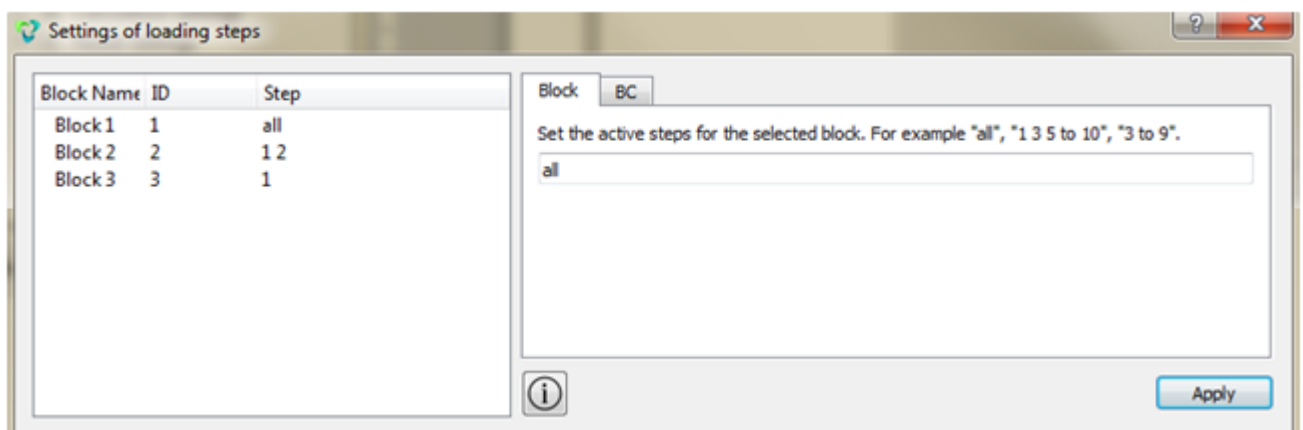 Settings of loading steps
Block Name ID Step
Block 1 1 all
Block 2 2 1 2
Block 3 3 1
Block BC
Set the active steps for the selected block. For example "all", "1 3 5 to 10", "3 to 9".
all
Apply